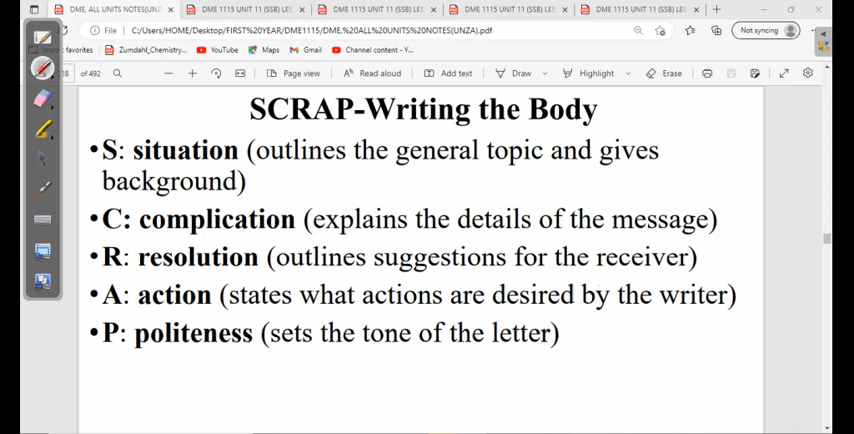 DME, ALL UNITS NOTES(UNZA).pdf
DME 1115 UNIT 11 (SSB) LES
DME 1115 UNIT 11 (SSB) LES
DME 1115 UNIT 11 (SSB) LES
DME 1115 UNIT 11 (SSB) LES
File
C:/Users/HOME/Desktop/FIRST%20YEAR/DME1115/DME.%20ALL%20UNITS%20NOTES(UNZA).pdf
Not syncing
favorites
Zumdahl_Chemistry...
YouTube
Maps
Gmail
Channel content - Y...
of 492
Page view
Read aloud
Add text
Draw
Highlight
Erase
SCRAP-Writing the Body
•S: situation (outlines the general topic and gives
background)
•C: complication (explains the details of the message)
•R: resolution (outlines suggestions for the receiver)
•A: action (states what actions are desired by the writer)
•P: politeness (sets the tone of the letter)